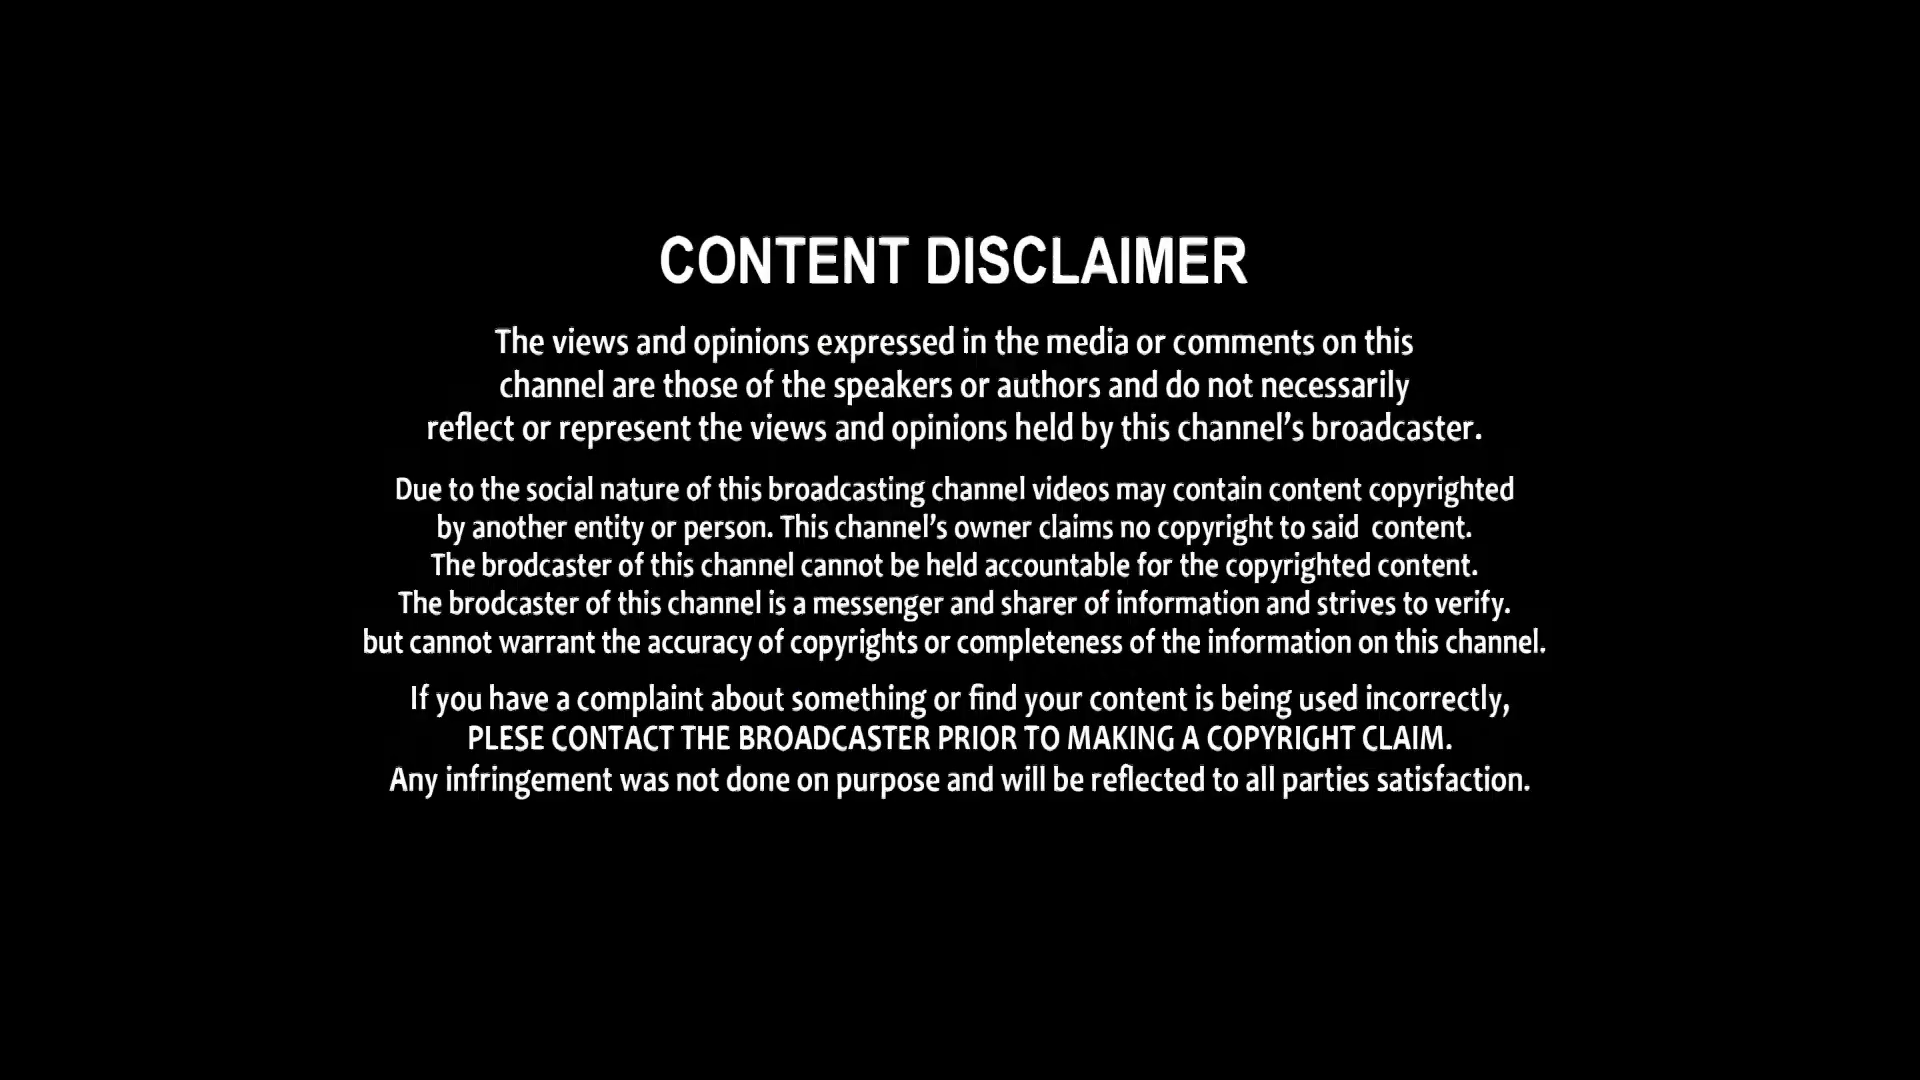 CONTENT DISCLAIMER
The views and opinions expressed in the media or comments on this
channel are those of the speakers or authors and do not necessarily
reflect or represent the views and opinions held by this channel’s broadcaster.
Due to the social nature of this broadcasting channel videos may contain content copyrighted
by another entity or person. This channel’s owner claims no copyright to said  content.
The brodcaster of this channel cannot be held accountable for the copyrighted content.
The brodcaster of this channel is a messenger and sharer of information and strives to verify.
but cannot warrant the accuracy of copyrights or completeness of the information on this channel.
If you have a complaint about something or find your content is being used incorrectly,
PLESE CONTACT THE BROADCASTER PRIOR TO MAKING A COPYRIGHT CLAIM.
Any infringement was not done on purpose and will be reflected to all parties satisfaction.